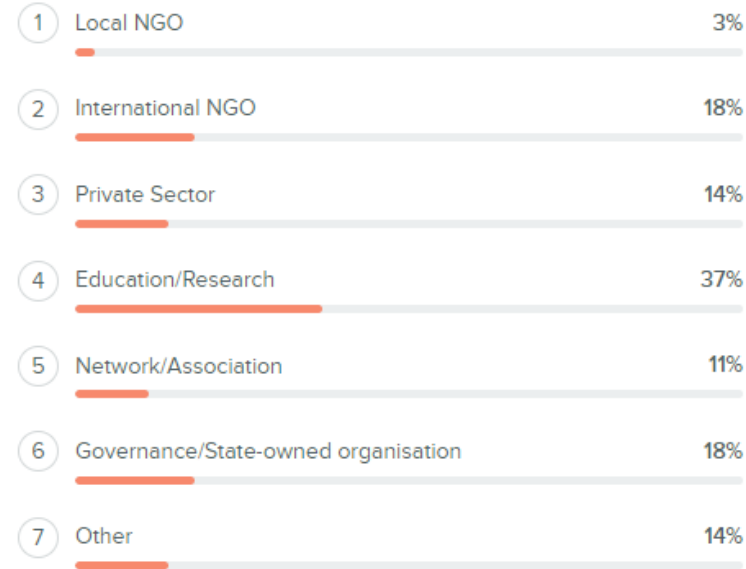 1 Local NGO 3%
2 International NGO 18%
3 Private Sector 14%
4 Education/Research 37%
5 Network/Association 11%
6 Governance/State-owned organisation 18%
7 Other 14%